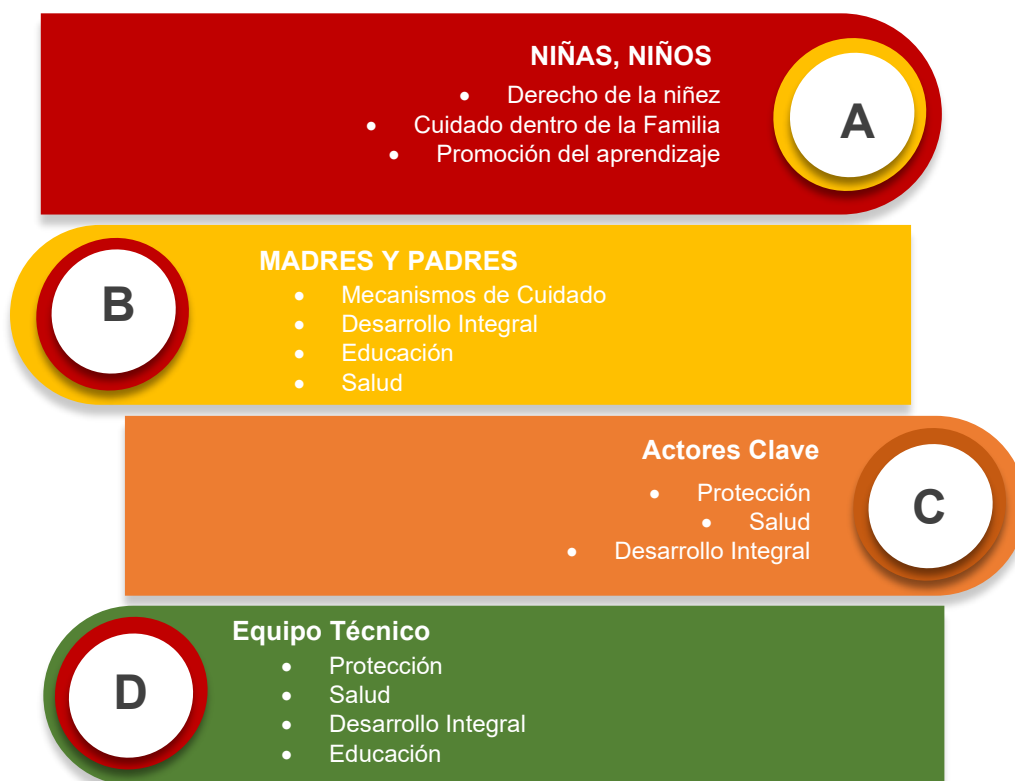 NIÑAS, NIÑOS
• Derecho de la niñez
• Cuidado dentro de la Familia
• Promoción del aprendizaje
A
B
MADRES Y PADRES
• Mecanismos de Cuidado
• Desarrollo Integral
• Educación
• Salud
Actores Clave
• Protección
• Salud
• Desarrollo Integral
C
D
Equipo Técnico
• Protección
• Salud
• Desarrollo Integral
• Educación